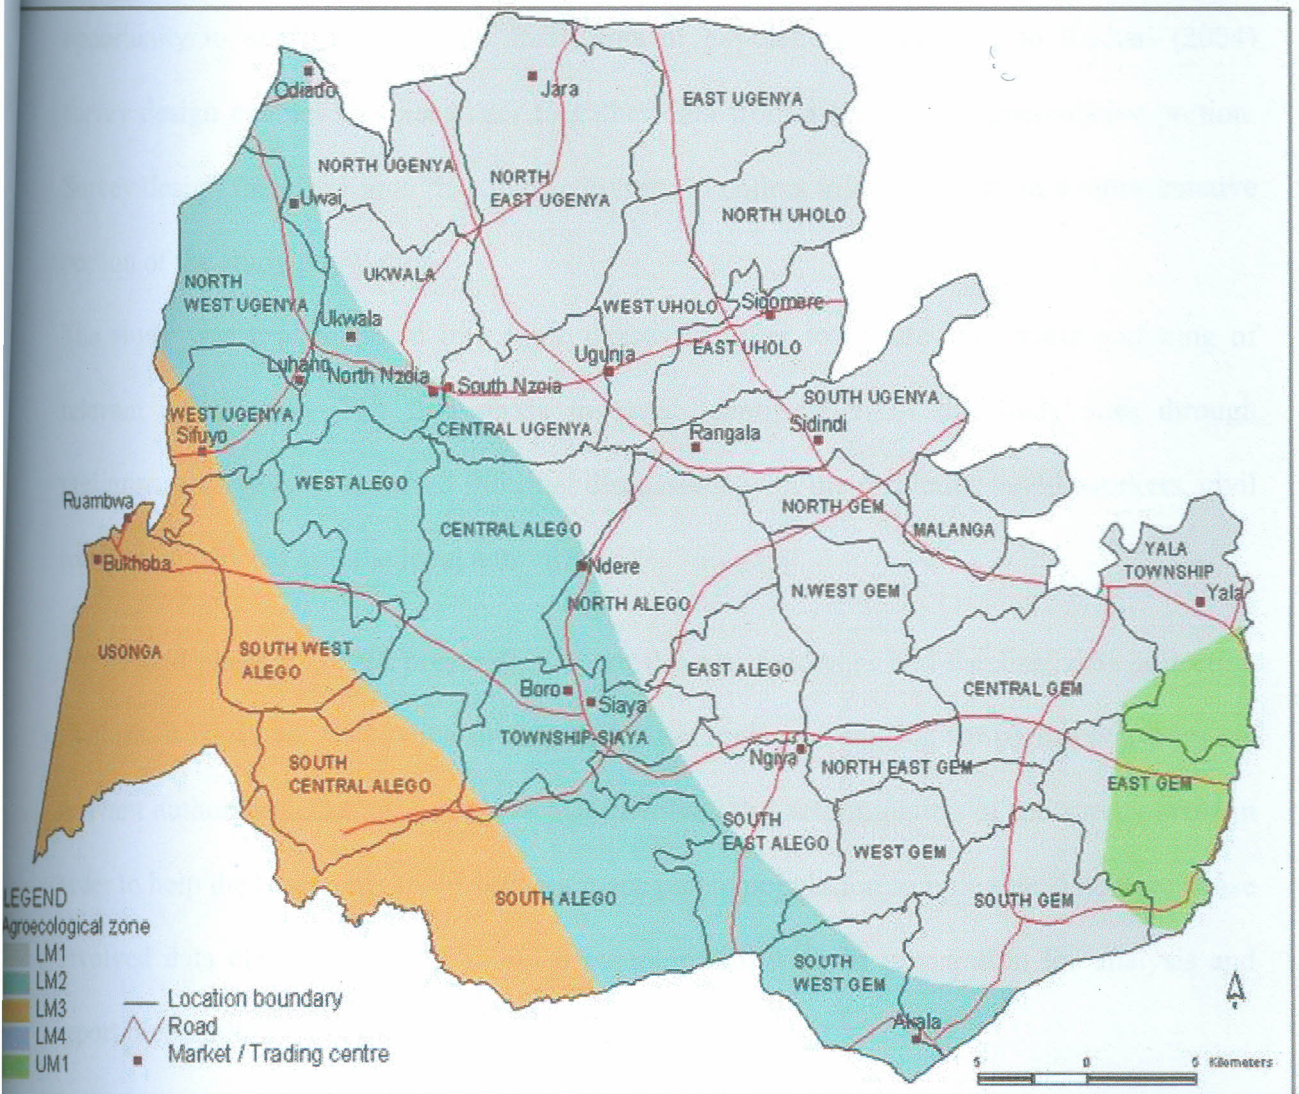 (2004)
Odiado
Jara
EAST UGENYA
NORTH UGENYA
NORTH
EAST UGENYA
Uwai
NORTH UHOLO
UKWALA
NORTH
WEST UGENYA
WEST UHOLO
Sigomere
Ukwala
EAST UHOLO
Ugunja
Luhano
North Nzoia
South Nzoia
SOUTH UGENYA
WEST UGENYA
CENTRAL UGENYA
Sifuyo
Rangala
Sidindi
through
WEST ALEGO
Ruambwa
NORTH GEM
CENTRAL ALEGO
MALANGA
YALA
TOWNSHIP
Bukhoba
Ndere
N.WEST GEM
Yala
NORTH ALEGO
USONGA
SOUTH WEST
ALEGO
EAST ALEGO
CENTRAL GEM
Boro
Siaya
TOWNSHIP-SIAYA
Ngiya
NORTH EAST GEM
SOUTH
CENTRAL ALEGO
EAST GEM
SOUTH
EAST ALEGO
WEST GEM
SOUTH ALEGO
SOUTH GEM
SOUTH
WEST GEM
Akala
LEGEND
Agroecological zone
LM1
LM2
LM3
LM4
UM1
Location boundary
Road
Market / Trading centre
5 0 5 Kilometers